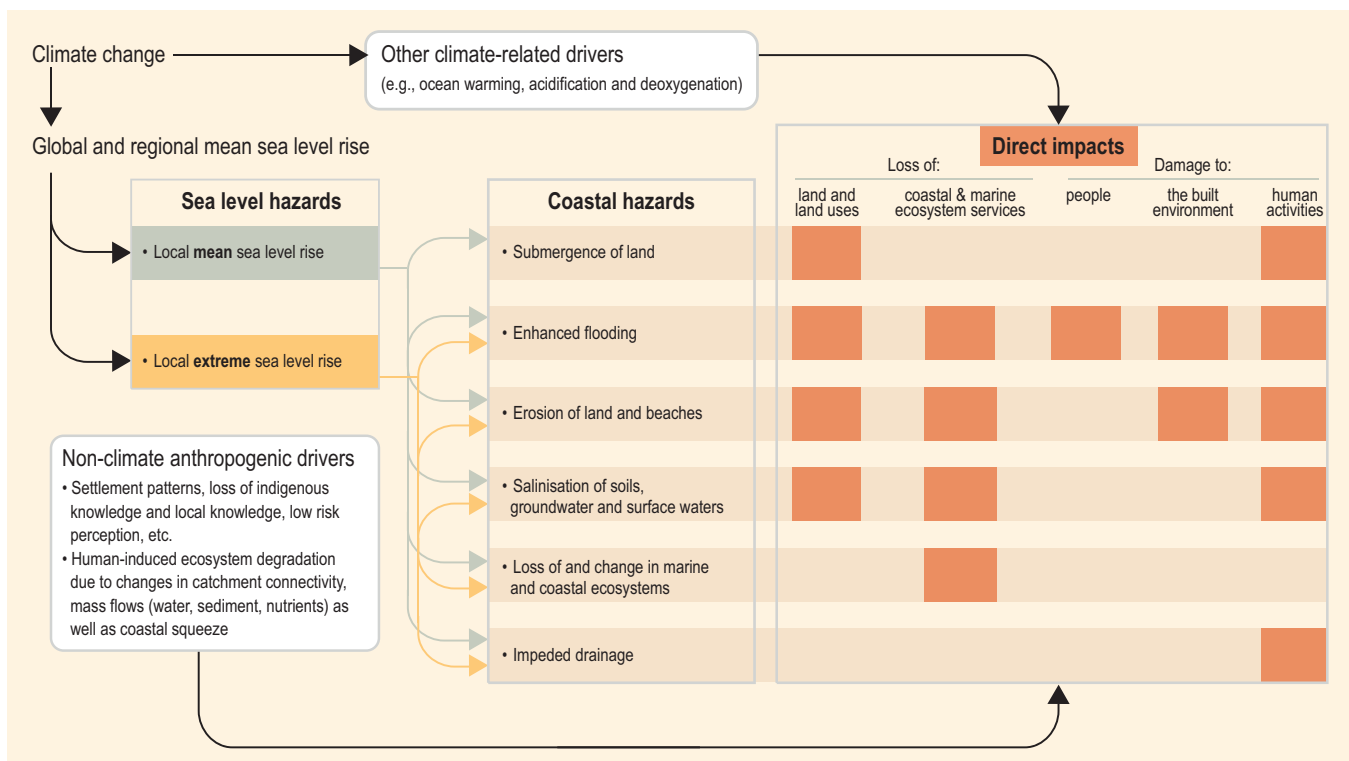 Climate change
Other climate-related drivers
(e.g., ocean warming, acidification and deoxygenation)
Global and regional mean sea level rise
Direct impacts
Loss of:
Damage to:
land and
land uses
coastal & marine
ecosystem services
people
the built
environment
human
activities
Sea level hazards
• Local mean sea level rise
• Local extreme sea level rise
Coastal hazards
• Submergence of land
• Enhanced flooding
• Erosion of land and beaches
• Salinisation of soils,
groundwater and surface waters
• Loss of and change in marine
and coastal ecosystems
• Impeded drainage
Non-climate anthropogenic drivers
• Settlement patterns, loss of indigenous
knowledge and local knowledge, low risk
perception, etc.
• Human-induced ecosystem degradation
due to changes in catchment connectivity,
mass flows (water, sediment, nutrients) as
well as coastal squeeze